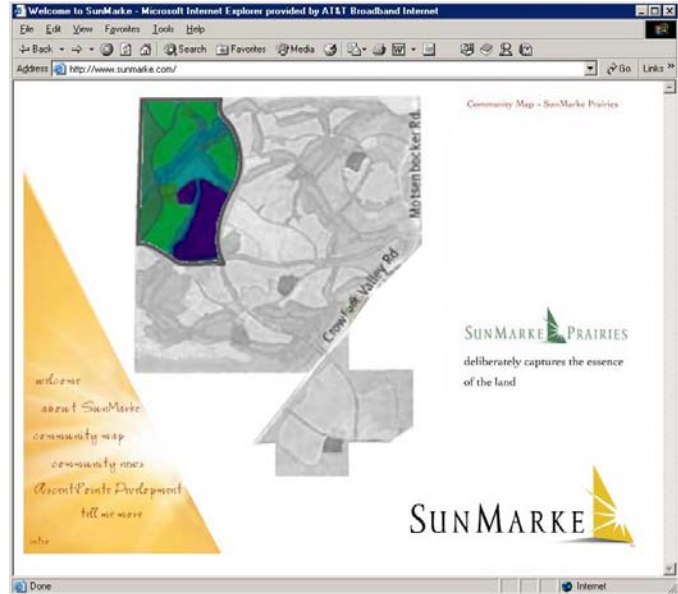 Welcome to SunMarke - Microsoft Internet Explorer provided by AT&T Broadband Internet
File Edit View Favorites Tools Help
Back Search Favorites Media
Address http://www.sunmarke.com/ Go Links »
Community Map - SunMarke Prairies
Motsenbocker Rd.
Crowfoot Valley Rd
SUNMARKE PRAIRIES
deliberately captures the essence
of the land
welcome
about SunMarke
community map
community news
AscentPointe Development
tell me more
intro
SUNMARKE
Done Internet